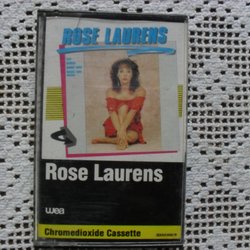 ROSE LAURENS
Rose Laurens
wea
Chromedioxide Cassette